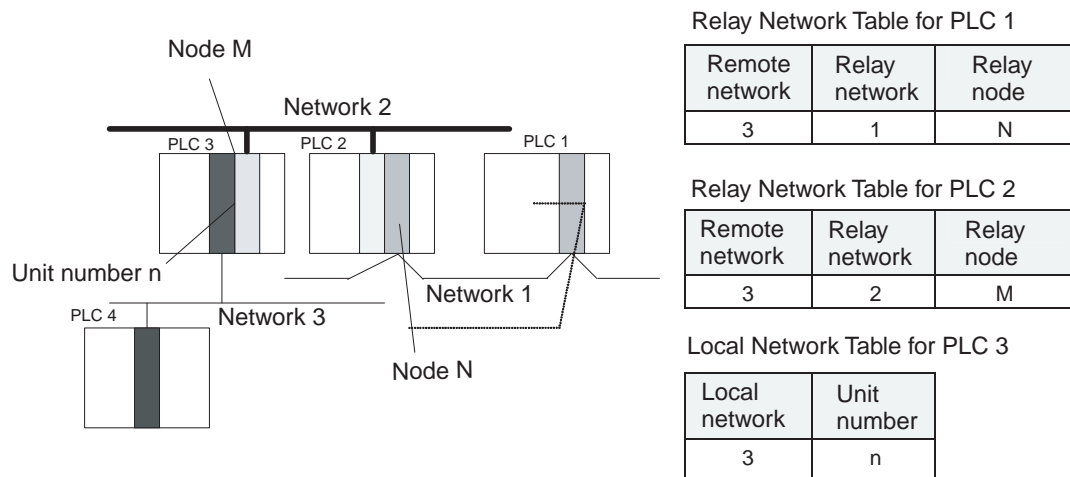 Node M
Network 2
PLC 3
PLC 2
PLC 1
Unit number n
Network 1
Network 3
PLC 4
Node N
Relay Network Table for PLC 1
Remote network
Relay network
Relay node
3
1
N
Relay Network Table for PLC 2
Remote network
Relay network
Relay node
3
2
M
Local Network Table for PLC 3
Local network
Unit number
3
n